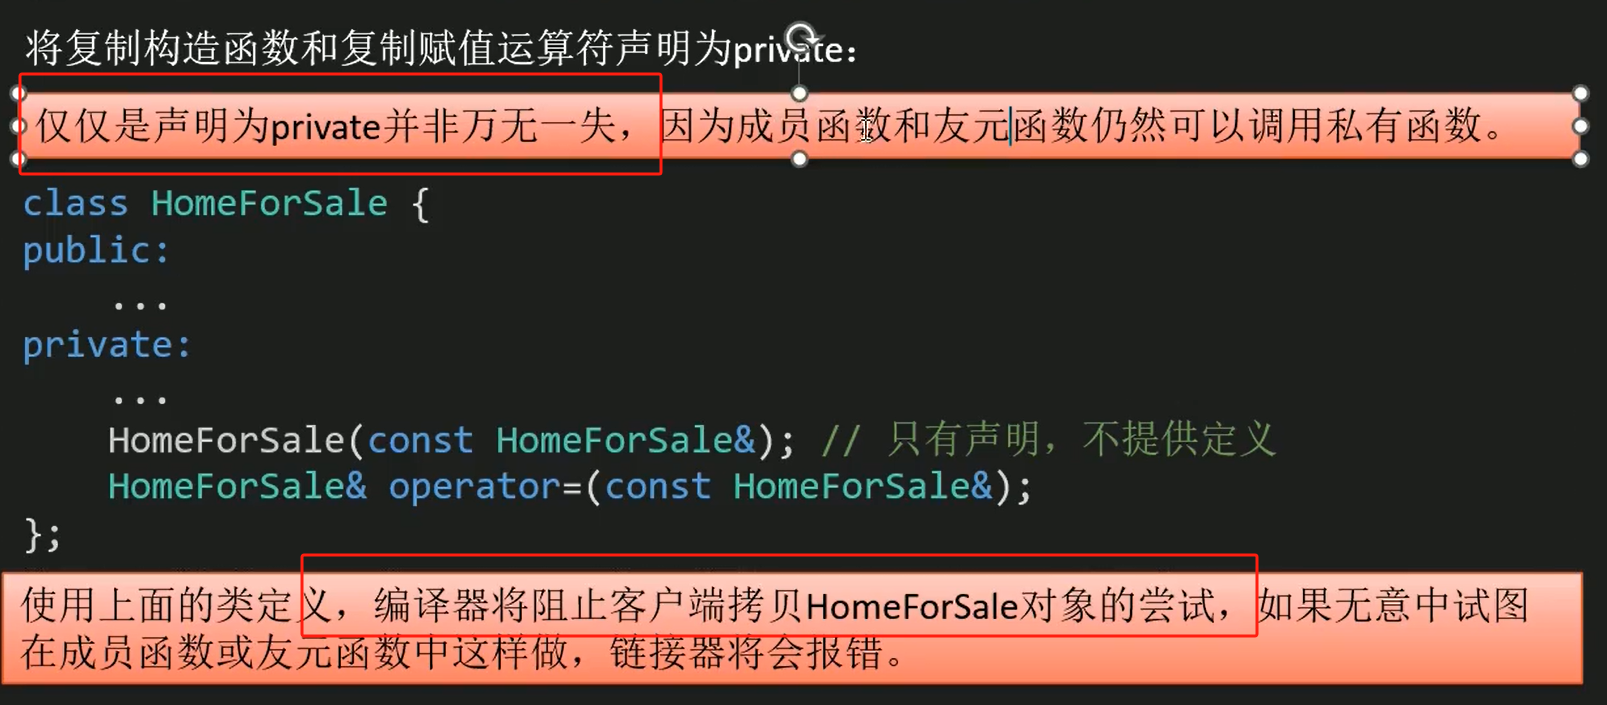 将复制构造函数和复制赋值运算符声明为private：
仅仅是声明为private并非万无一失，因为成员函数和友元函数仍然可以调用私有函数。
class HomeForSale {
public:
    ...
private:
    ...
    HomeForSale(const HomeForSale&); // 只有声明，不提供定义
    HomeForSale& operator=(const HomeForSale&);
};
使用上面的类定义，编译器将阻止客户端拷贝HomeForSale对象的尝试，如果无意中试图
在成员函数或友元函数中这样做，链接器将会报错。